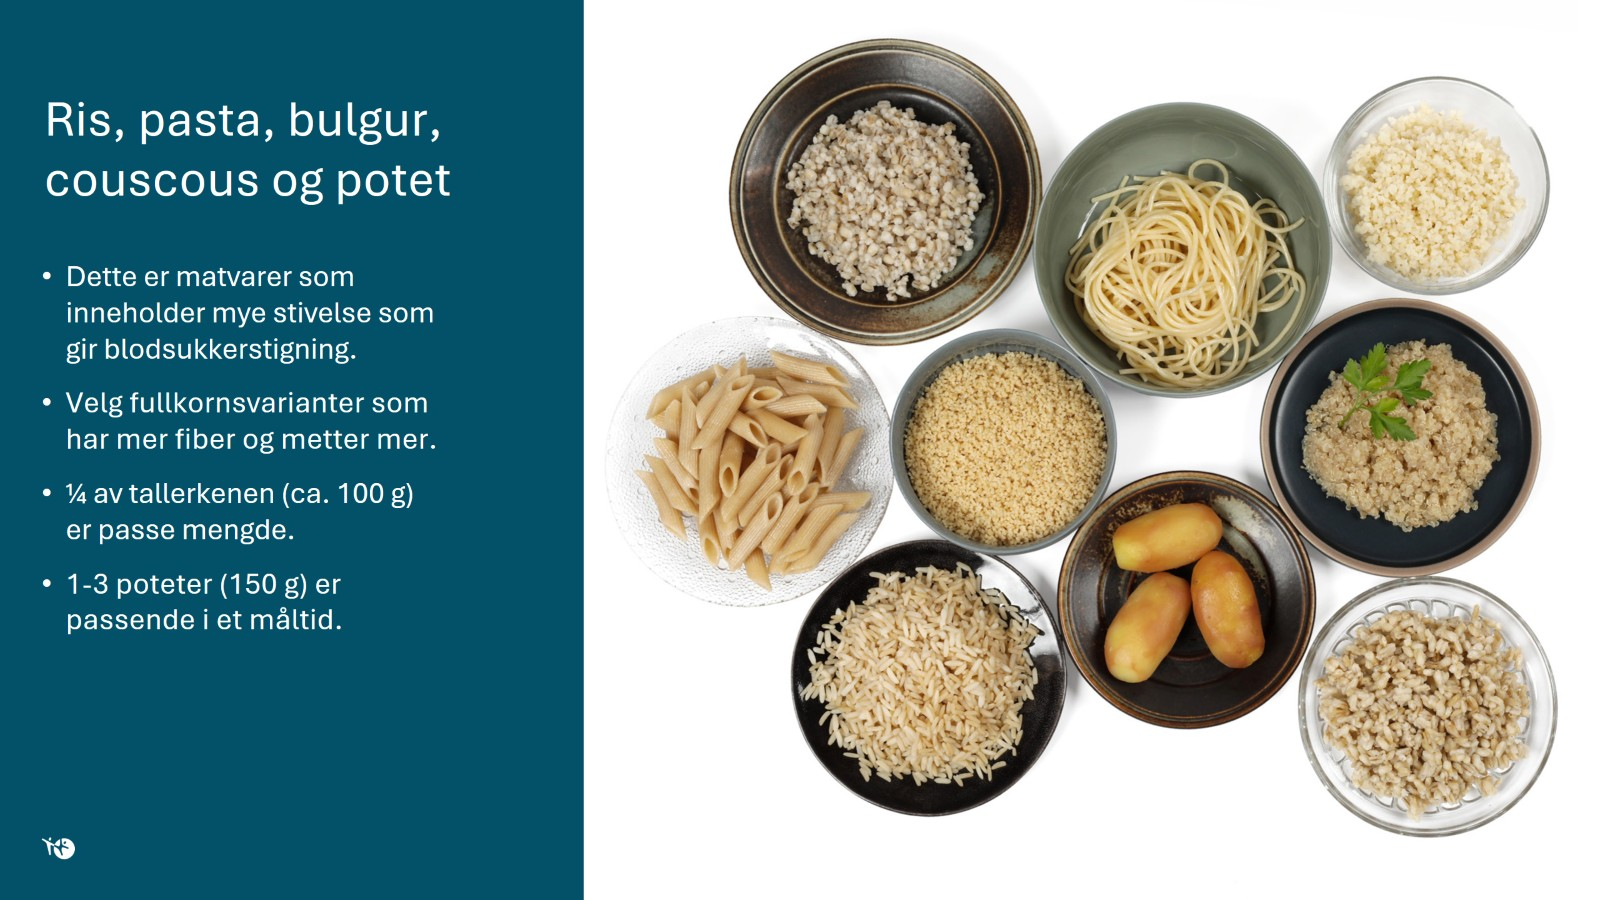 Ris, pasta, bulgur,
couscous og potet
• Dette er matvarer som
inneholder mye stivelse som
gir blodsukkerstigning.
• Velg fullkornsvarianter som
har mer fiber og metter mer.
• ¼ av tallerkenen (ca. 100 g)
er passe mengde.
• 1-3 poteter (150 g) er
passende i et måltid.